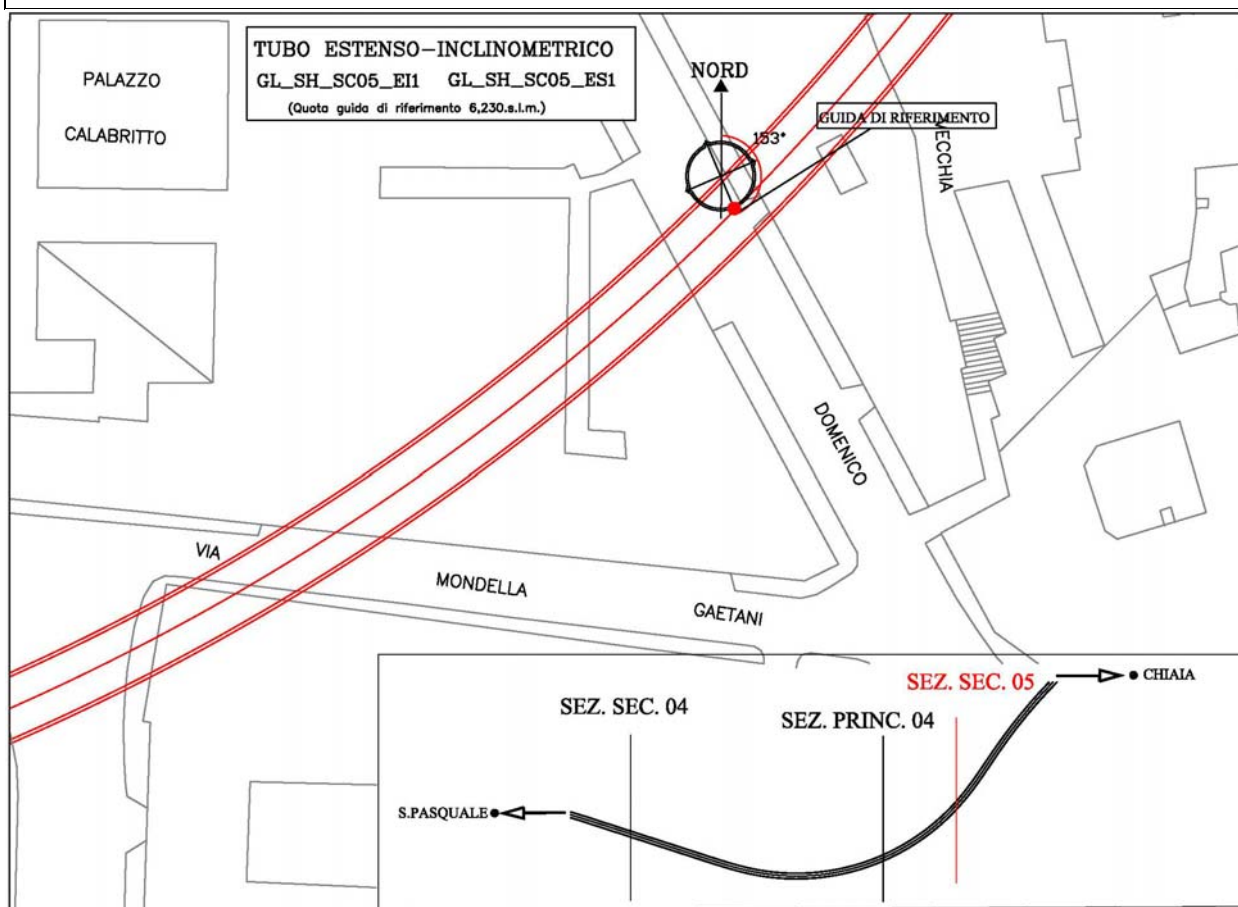 TUBO ESTENSO-INCLINOMETRICO
GL_SH_SC05_EI1 GL_SH_SC05_ES1
(Quota guida di riferimento 6,230.s.l.m.)
PALAZZO
CALABRITTO
NORD
153°
GUIDA DI RIFERIMENTO
VECCHIA
DOMENICO
VIA
MONDELLA
GAETANI
SEZ. SEC. 04
SEZ. PRINC. 04
SEZ. SEC. 05
CHIAIA
S.PASQUALE